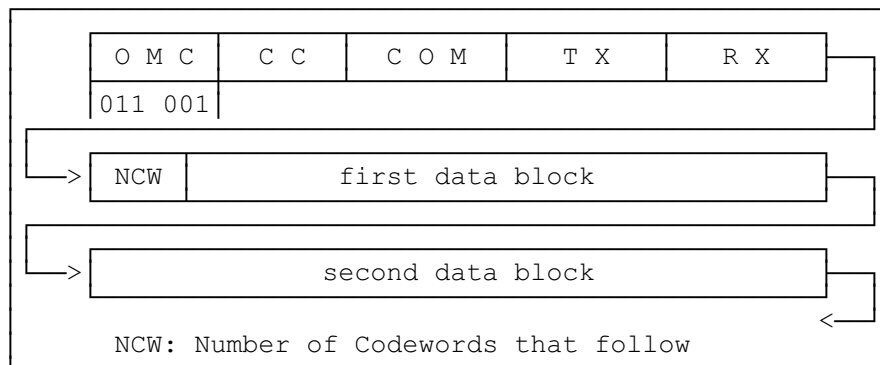 O M C C C C O M T X R X
011 001
> NCW first data block
> second data block
<
NCW: Number of Codewords that follow